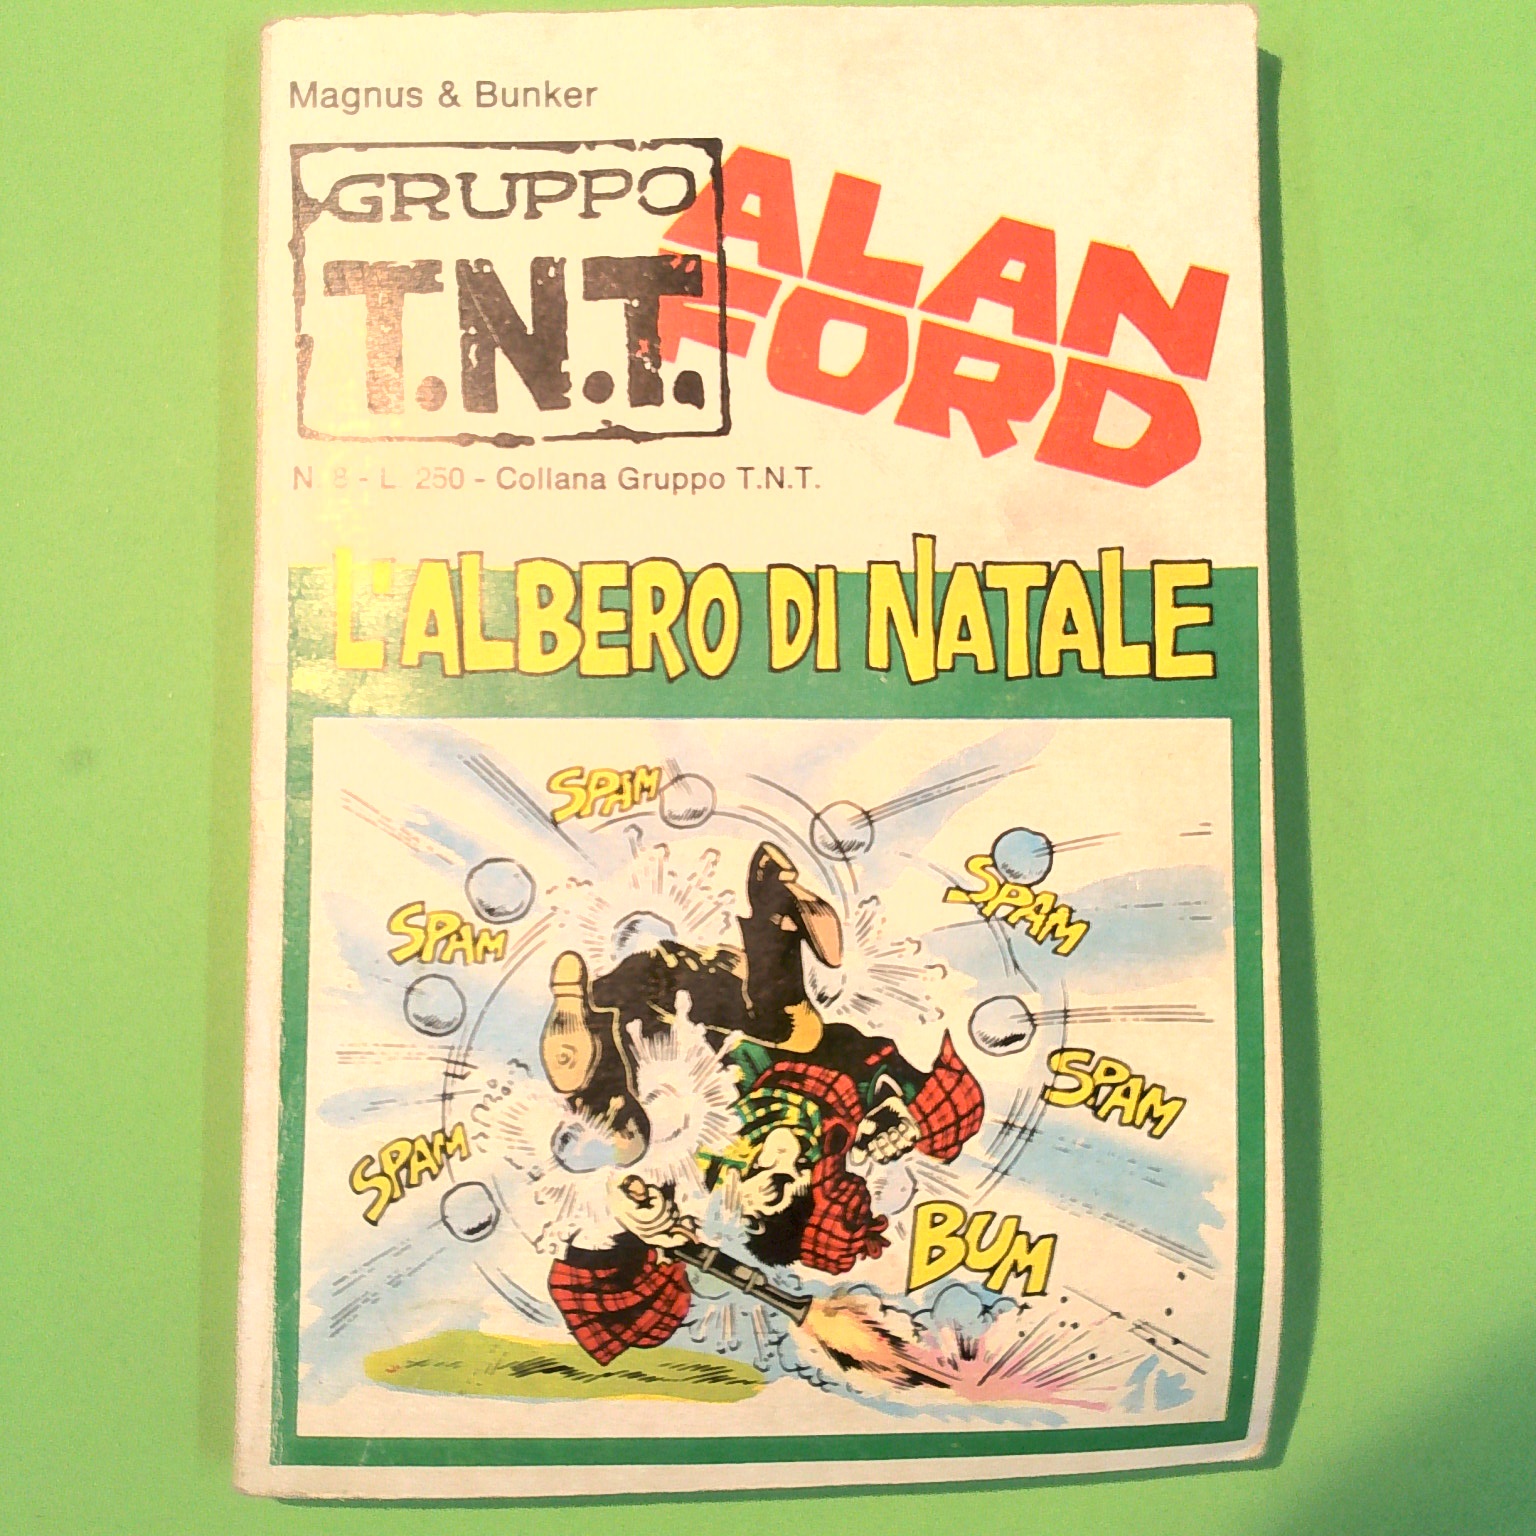 Magnus & Bunker
GRUPPO
T.N.T.
ALAN
FORD
N. 8 - L. 250 - Collana Gruppo T.N.T.
L'ALBERO DI NATALE
SPAM
SPAM
SPAM
SPAM
SPAM
BUM